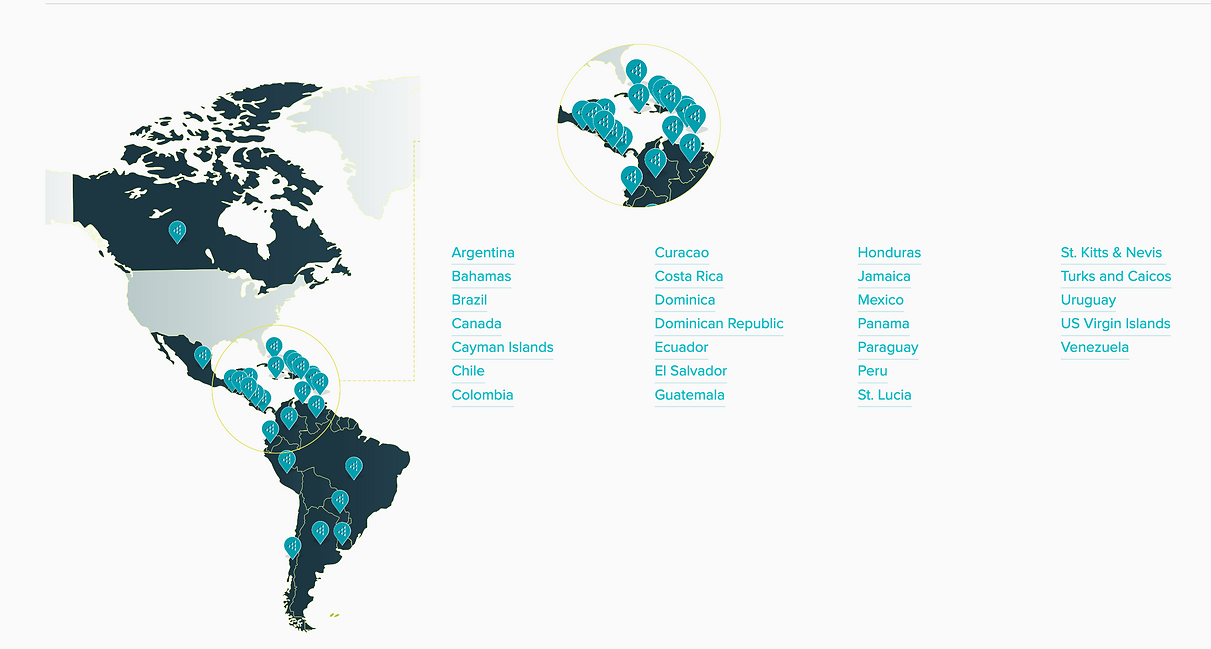 Argentina
Bahamas
Brazil
Canada
Cayman Islands
Chile
Colombia
Curacao
Costa Rica
Dominica
Dominican Republic
Ecuador
El Salvador
Guatemala
Honduras
Jamaica
Mexico
Panama
Paraguay
Peru
St. Lucia
St. Kitts & Nevis
Turks and Caicos
Uruguay
US Virgin Islands
Venezuela